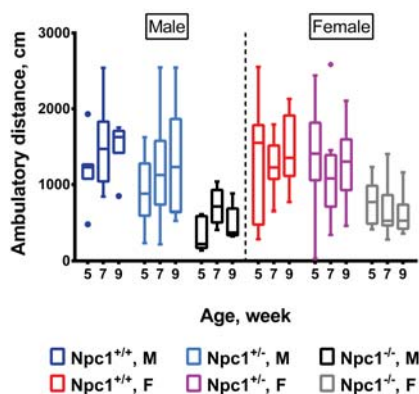 Male Female
3000
2000
1000
0
Ambulatory distance, cm
5 7 9 5 7 9 5 7 9 5 7 9 5 7 9 5 7 9
Age, week
Npc1+/+, M Npc1+/-, M Npc1-/-, M
Npc1+/+, F Npc1+/-, F Npc1-/-, F